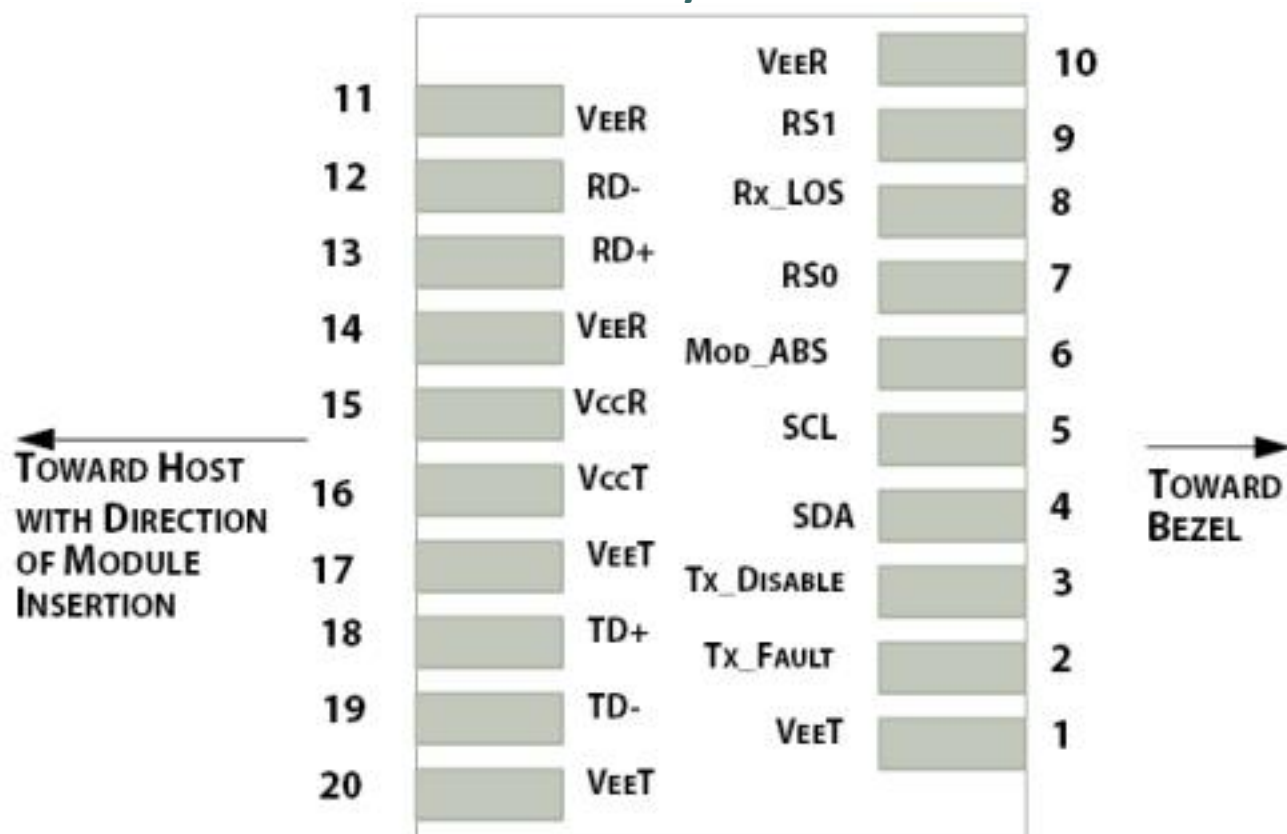 VEER 10
11 VEER
RS1 9
12 RD-
Rx_LOS 8
13 RD+
RS0 7
14 VEER
MOD_ABS 6
15 VCCR
SCL 5
16 VCCT
SDA 4
17 VEET
TX_DISABLE 3
18 TD+
TX_FAULT 2
19 TD-
VEET 1
20 VEET
TOWARD HOST
WITH DIRECTION
OF MODULE
INSERTION
TOWARD
BEZEL